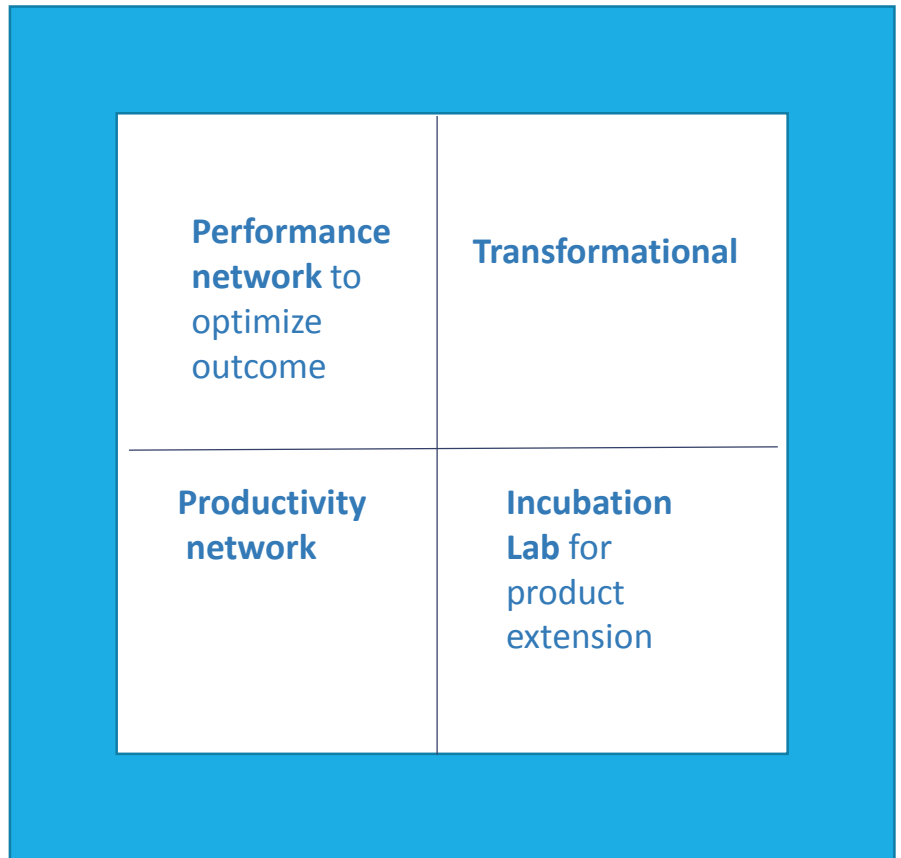 Performance
network to
optimize
outcome
Transformational
Productivity
network
Incubation
Lab for
product
extension